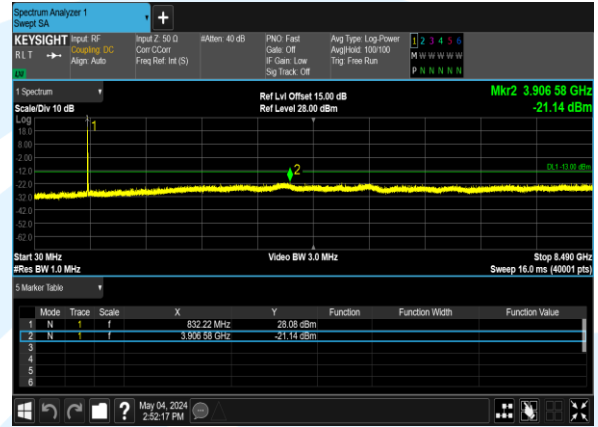 Spectrum Analyzer 1
Swept SA
+
KEYSIGHT Input: RF Input Z: 50 Ω #Atten: 40 dB PNO: Fast Avg Type: Log-Power 1 2 3 4 5 6
RLT Coupling: DC Corr CCorr Gate: Off Avg|Hold: 100/100 M W W W W W
Align: Auto Freq Ref: Int (S) IF Gain: Low Trig: Free Run P N N N N N
Sig Track: Off
1 Spectrum Ref Lvl Offset 15.00 dB Mkr2 3.906 58 GHz
Scale/Div 10 dB Ref Level 28.00 dBm -21.14 dBm
Log 1
18.0
8.00
-2.00
-12.0 2 DL1 -13.00 dBm
-22.0
-32.0
-42.0
-52.0
-62.0
Start 30 MHz Video BW 3.0 MHz Stop 8.490 GHz
#Res BW 1.0 MHz Sweep 16.0 ms (40001 pts)
5 Marker Table
Mode Trace Scale X Y Function Function Width Function Value
1 N 1 f 832.22 MHz 28.08 dBm
2 N 1 f 3.906 58 GHz -21.14 dBm
3
4
5
6
? May 04, 2024
2:52:17 PM